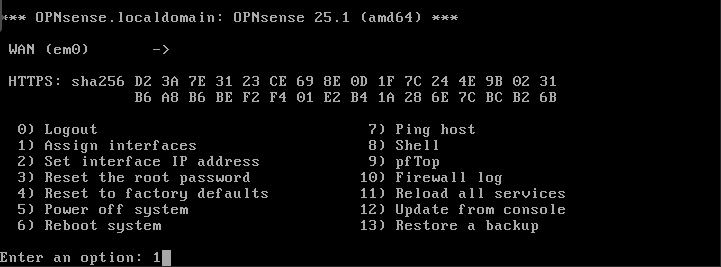 *** OPNsense.localdomain: OPNsense 25.1 (amd64) ***
WAN (em0) ->
HTTPS: sha256 D2 3A 7E 31 23 CE 69 8E 0D 1F 7C 24 4E 9B 02 31
B6 A8 B6 BE F2 F4 01 E2 B4 1A 28 6E 7C BC B2 6B
0) Logout 7) Ping host
1) Assign interfaces 8) Shell
2) Set interface IP address 9) pfTop
3) Reset the root password 10) Firewall log
4) Reset to factory defaults 11) Reload all services
5) Power off system 12) Update from console
6) Reboot system 13) Restore a backup
Enter an option: 1